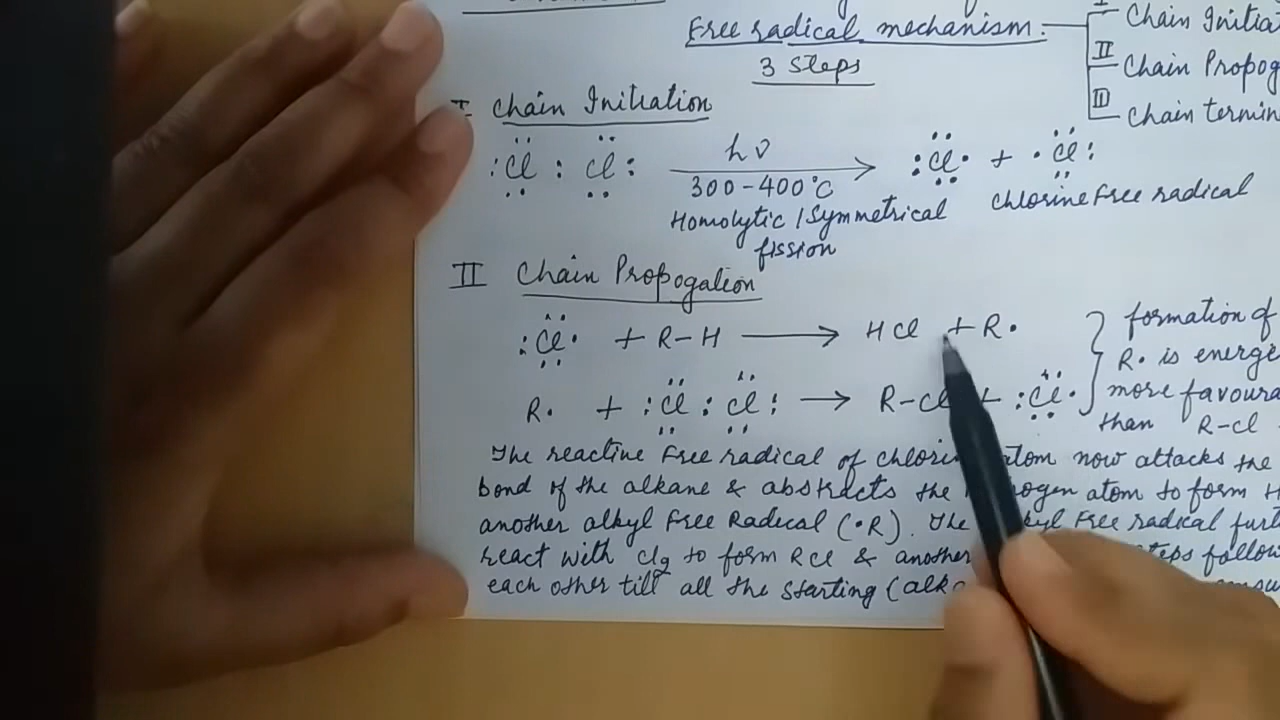 Free radical mechanism.
3 Steps
I Chain Initia
II Chain Propog
III Chain termin
I Chain Initiation
:Cl : Cl: hν 300-400°C → :Cl• + •Cl:
Homolytic / Symmetrical fission
Chlorine Free radical
II Chain Propogation
:Cl• + R-H → HCl + R•
R• + :Cl : Cl: → R-Cl + :Cl•
} formation of
R• is energe
more favoura
than R-Cl
The reactive Free radical of chlorin atom now attacks the
bond of the alkane & abstracts the ogen atom to form H
another alkyl Free Radical (•R). The kyl Free radical furt
react with Cl2 to form RCl & another steps follow
each other till all the starting (alka